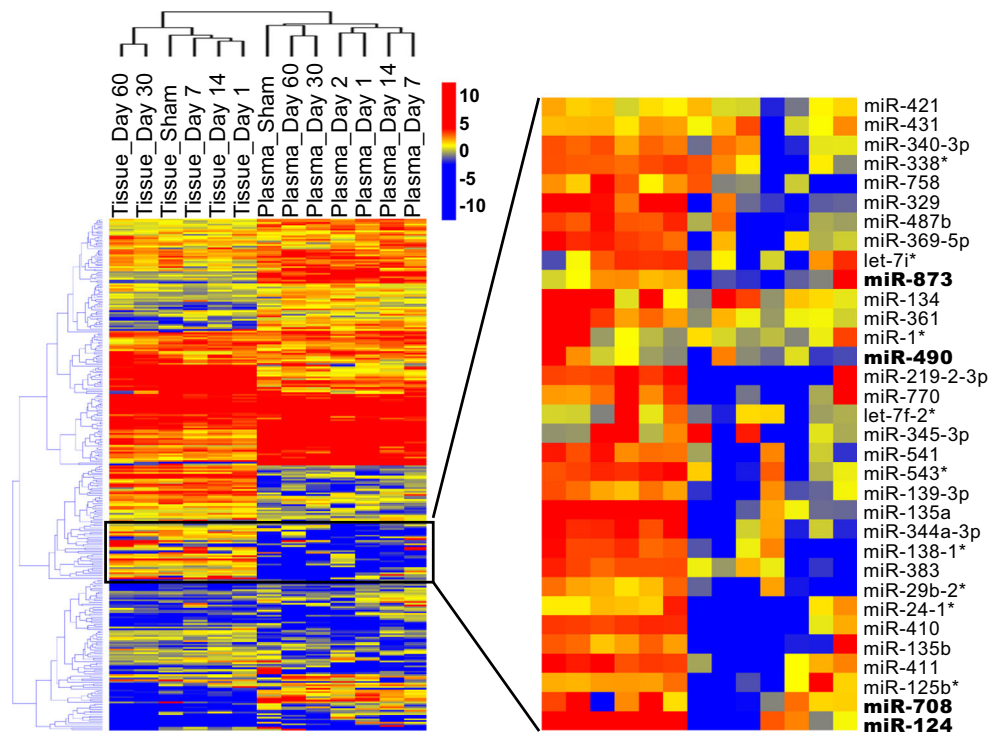 Tissue_Day 60
Tissue_Day 30
Tissue_Sham
Tissue_Day 7
Tissue_Day 14
Tissue_Day 1
Plasma_Sham
Plasma_Day 60
Plasma_Day 30
Plasma_Day 2
Plasma_Day 1
Plasma_Day 14
Plasma_Day 7
10
5
0
-5
-10
miR-421
miR-431
miR-340-3p
miR-338*
miR-758
miR-329
miR-487b
miR-369-5p
let-7i*
miR-873
miR-134
miR-361
miR-1*
miR-490
miR-219-2-3p
miR-770
let-7f-2*
miR-345-3p
miR-541
miR-543*
miR-139-3p
miR-135a
miR-344a-3p
miR-138-1*
miR-383
miR-29b-2*
miR-24-1*
miR-410
miR-135b
miR-411
miR-125b*
miR-708
miR-124